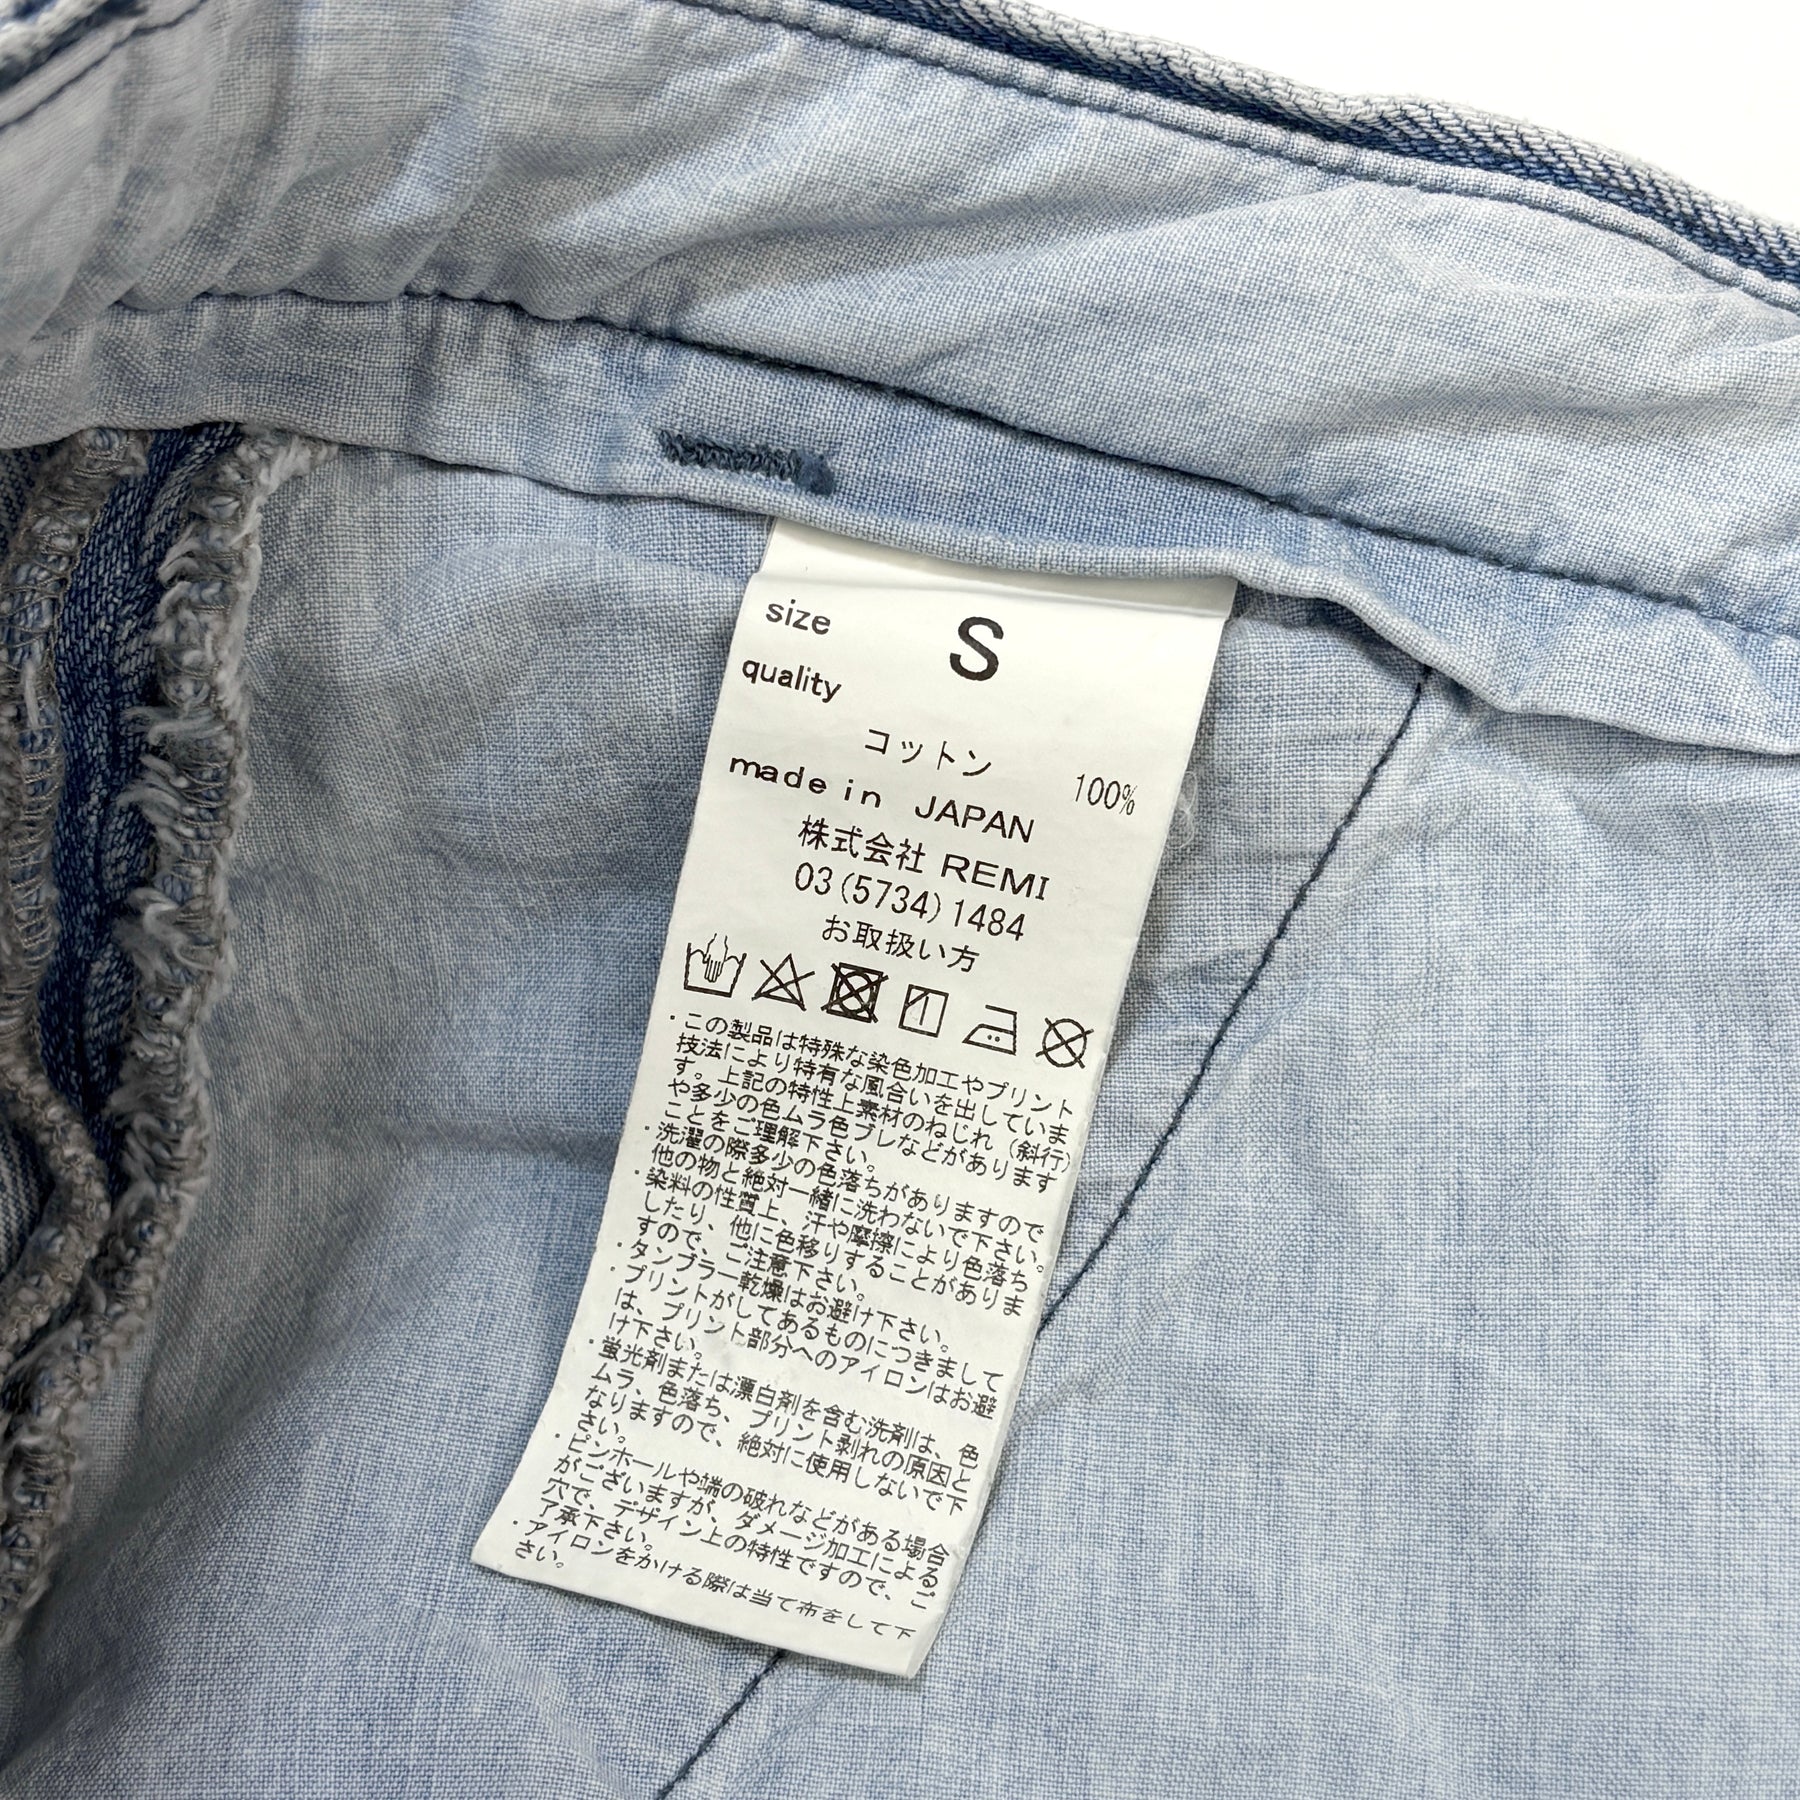 size S
quality
コットン 100%
made in JAPAN
株式会社 REMI
03(5734)1484
お取扱い方
・この製品は特殊な染色加工やプリント
技法により特有な風合いを出していま
す。上記の特性上素材のねじれ(斜行)
や多少の色ムラ色ブレなどがあります
ことをご理解下さい。
・洗濯の際多少の色落ちがありますので
他の物と絶対一緒に洗わないで下さい。
・染料の性質上、汗や摩擦により色落ち
したり、他に色移りすることがありま
すので、ご注意下さい。
・タンブラー乾燥はお避け下さい。
・プリントがしてあるものにつきまして
は、プリント部分へのアイロンはお避
け下さい。
・蛍光剤または漂白剤を含む洗剤は、色
ムラ、色落ち、プリント剥れの原因と
なりますので、絶対に使用しないで下
さい。
・ピンホールや端の破れなどがある場合
がございますが、ダメージ加工によるご
穴で、デザイン上の特性ですので、ご
了承下さい。
・アイロンをかける際は当て布をして下
さい。